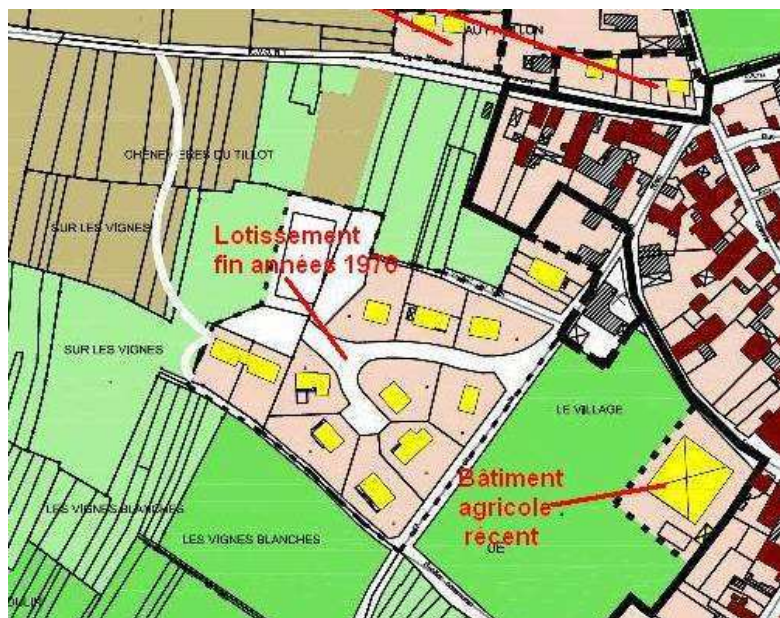 CHENEVIERES DU TILLOT
SUR LES VIGNES
Lotissement
fin années 1970
SUR LES VIGNES
LE VILLAGE
Bâtiment
agricole
récent
LES VIGNES BLANCHES
LES VIGNES BLANCHES
UE